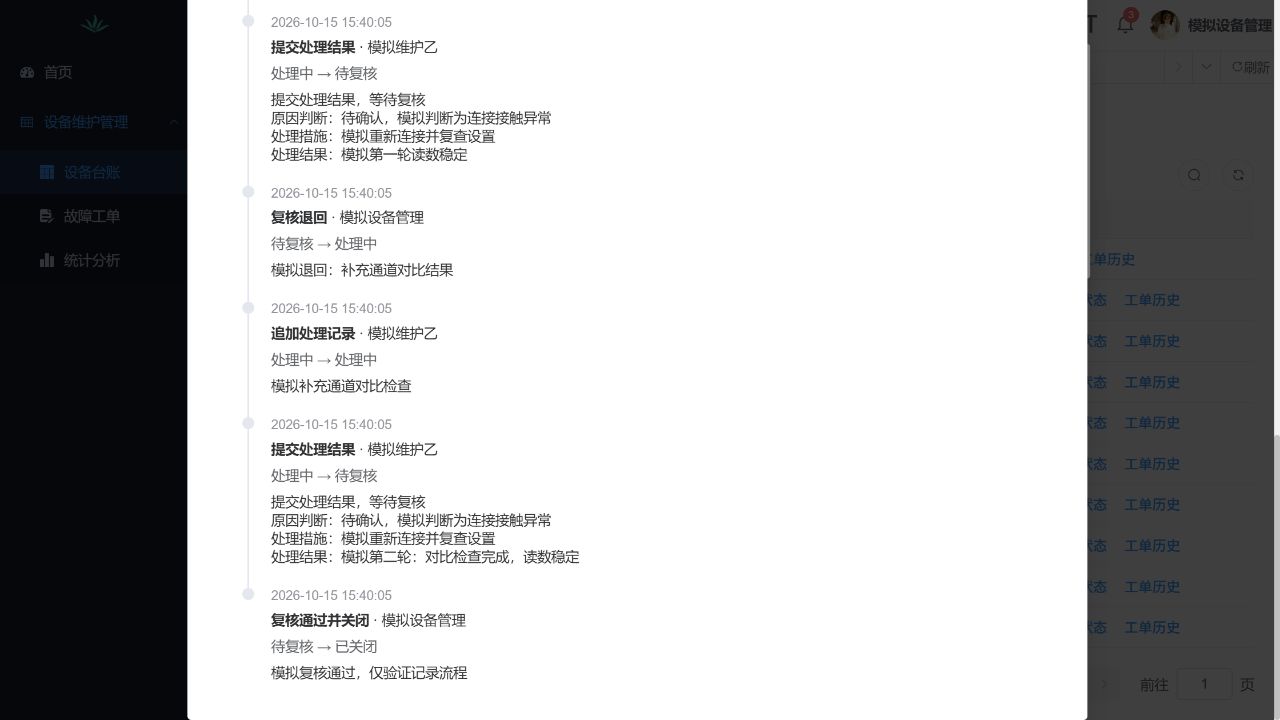 首页
设备维护管理
设备台账
故障工单
统计分析
2026-10-15 15:40:05
提交处理结果 · 模拟维护乙
处理中 → 待复核
提交处理结果，等待复核
原因判断：待确认，模拟判断为连接接触异常
处理措施：模拟重新连接并复查设置
处理结果：模拟第一轮读数稳定
2026-10-15 15:40:05
复核退回 · 模拟设备管理
待复核 → 处理中
模拟退回：补充通道对比结果
2026-10-15 15:40:05
追加处理记录 · 模拟维护乙
处理中 → 处理中
模拟补充通道对比检查
2026-10-15 15:40:05
提交处理结果 · 模拟维护乙
处理中 → 待复核
提交处理结果，等待复核
原因判断：待确认，模拟判断为连接接触异常
处理措施：模拟重新连接并复查设置
处理结果：模拟第二轮：对比检查完成，读数稳定
2026-10-15 15:40:05
复核通过并关闭 · 模拟设备管理
待复核 → 已关闭
模拟复核通过，仅验证记录流程
3
模拟设备管理
刷新
单历史
态 工单历史
态 工单历史
态 工单历史
态 工单历史
态 工单历史
态 工单历史
态 工单历史
态 工单历史
态 工单历史
前往 1 页